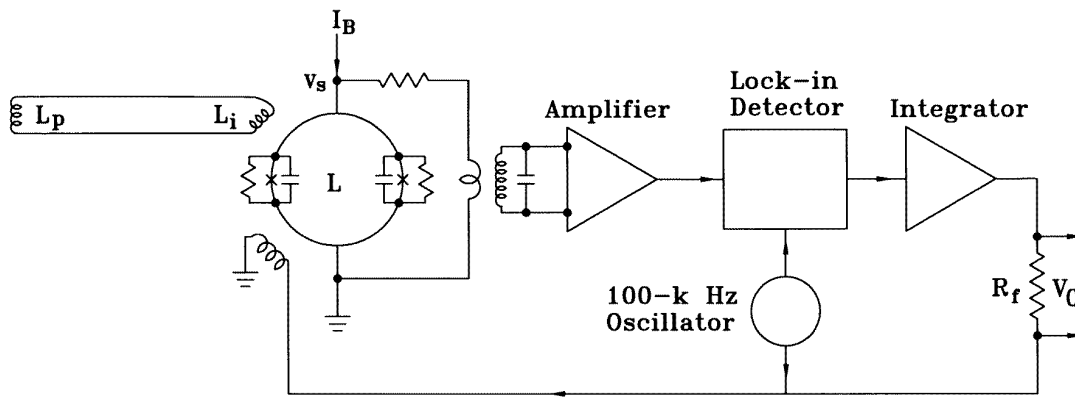 I_B
V_s
L_p
L_i
L
Amplifier
Lock-in
Detector
Integrator
100-k Hz
Oscillator
R_f
V_0